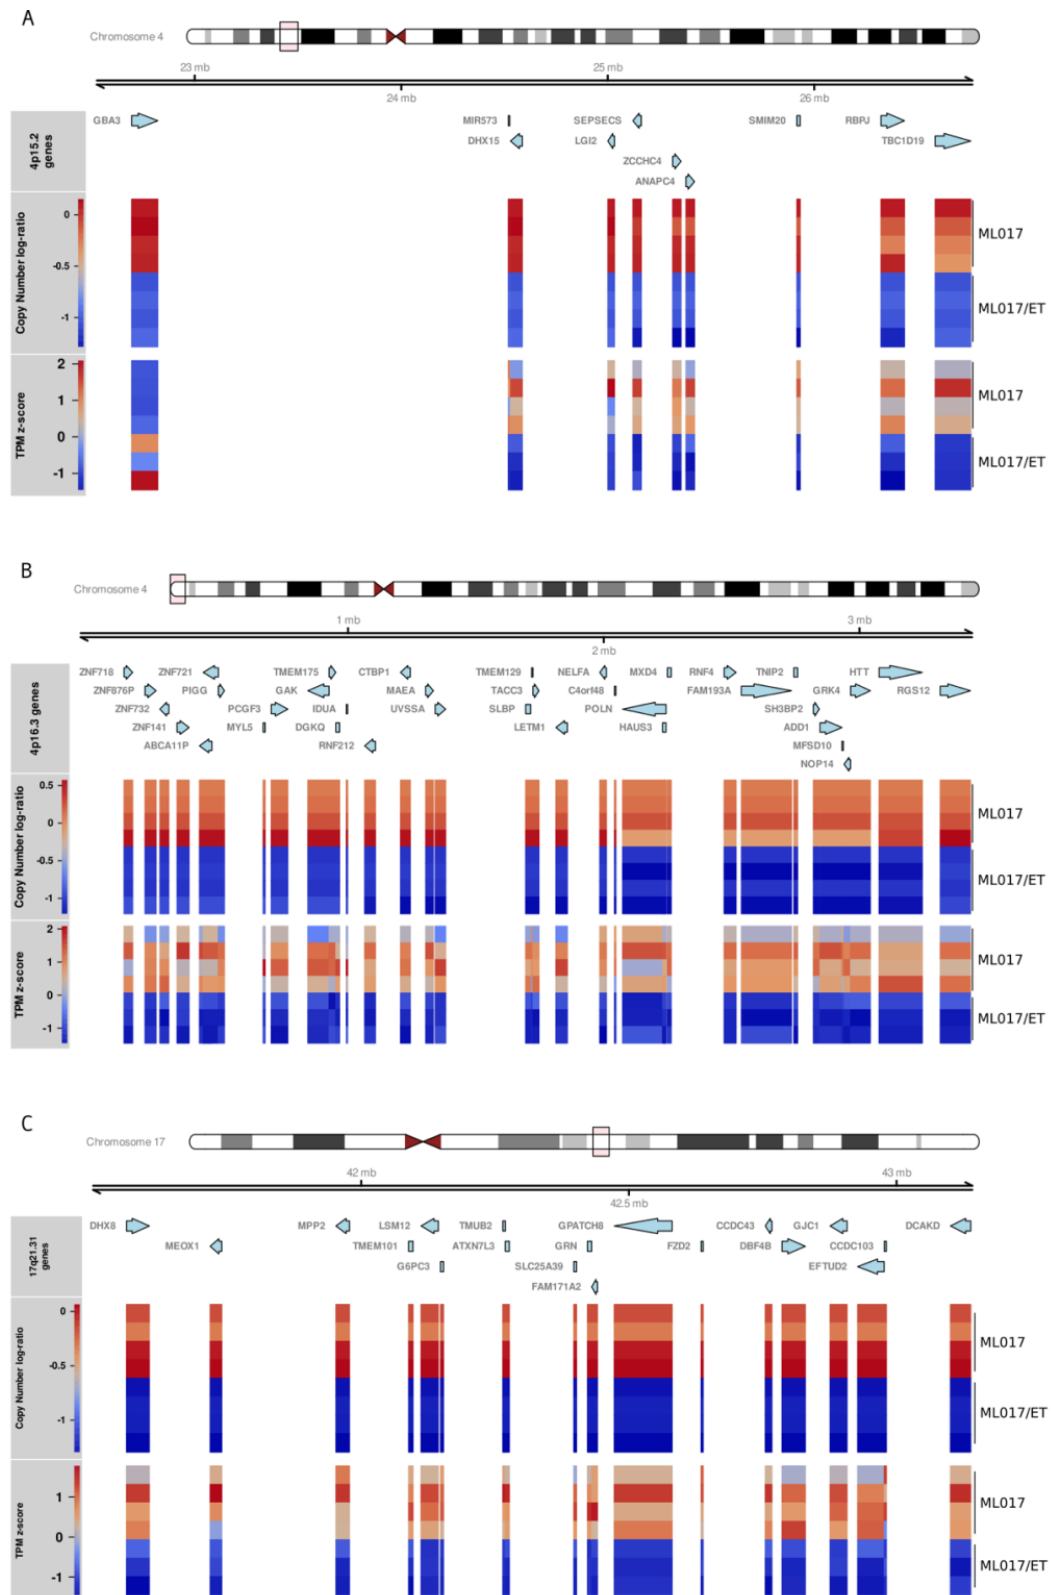 A
Chromosome 4
23 mb 25 mb
24 mb 26 mb
4p15.2 genes
GBA3 MIR573 SEPSECS SMIM20 RBPJ
DHX15 LGI2 TBC1D19
ZCCHC4
ANAPC4
Copy Number log-ratio
0
-0.5
-1
ML017
ML017/ET
TPM z-score
2
1
0
-1
ML017
ML017/ET
B
Chromosome 4
1 mb 3 mb
2 mb
4p16.3 genes
ZNF718 ZNF721 TMEM175 CTBP1 TMEM129 NELFA MXD4 RNF4 TNIP2 HTT
ZNF876P PIGG GAK MAEA TACC3 C4orf48 FAM193A GRK4 RGS12
ZNF732 PCGF3 IDUA UVSSA SLBP POLN SH3BP2
ZNF141 MYL5 DGKQ LETM1 HAUS3 ADD1
ABCA11P RNF212 MFSD10
NOP14
Copy Number log-ratio
0.5
0
-0.5
-1
ML017
ML017/ET
TPM z-score
2
1
0
-1
ML017
ML017/ET
C
Chromosome 17
42 mb 43 mb
42.5 mb
17q21.31 genes
DHX8 MPP2 LSM12 TMUB2 GPATCH8 CCDC43 GJC1 DCAKD
MEOX1 TMEM101 ATXN7L3 GRN FZD2 DBF4B CCDC103
G6PC3 SLC25A39 EFTUD2
FAM171A2
Copy Number log-ratio
0
-0.5
-1
ML017
ML017/ET
TPM z-score
1
0
-1
ML017
ML017/ET